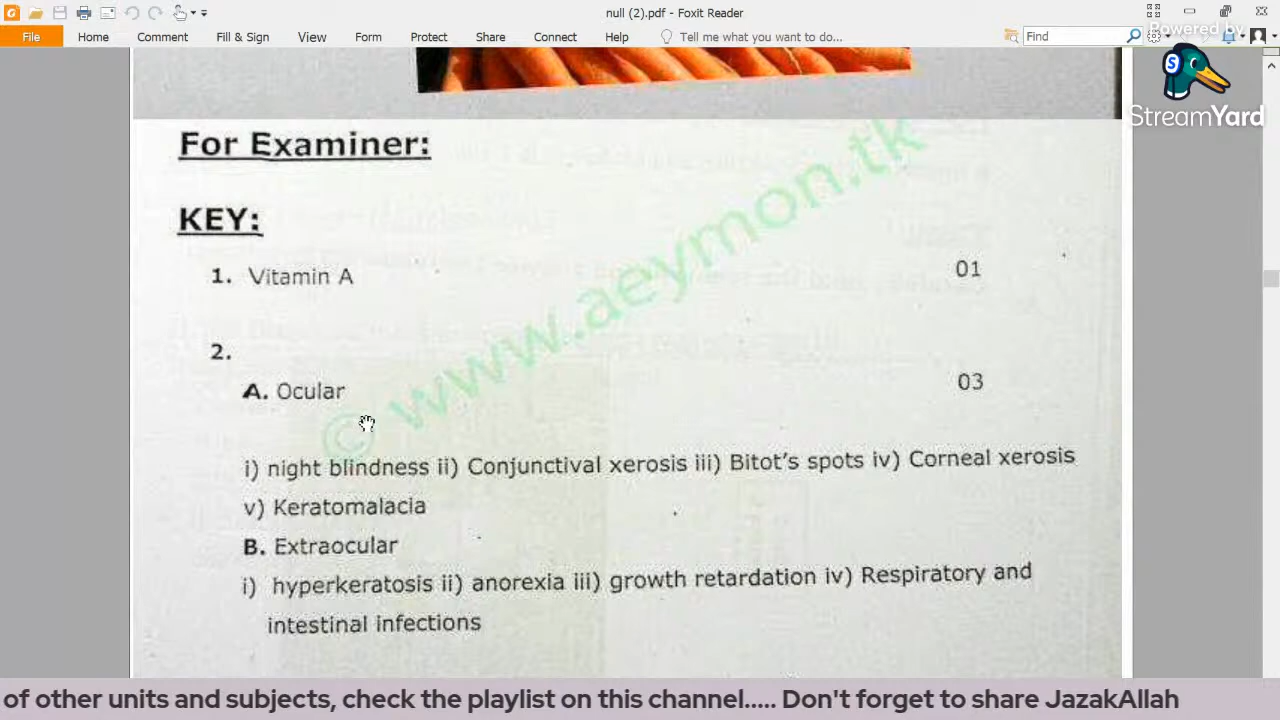 null (2).pdf - Foxit Reader
File Home Comment Fill & Sign View Form Protect Share Connect Help Tell me what you want to do... Find
Powered by
S
StreamYard
For Examiner:
KEY:
1. Vitamin A 01
2.
A. Ocular 03
© www.aeymon.tk
i) night blindness ii) Conjunctival xerosis iii) Bitot's spots iv) Corneal xerosis
v) Keratomalacia
B. Extraocular
i) hyperkeratosis ii) anorexia iii) growth retardation iv) Respiratory and
intestinal infections
of other units and subjects, check the playlist on this channel..... Don't forget to share JazakAllah